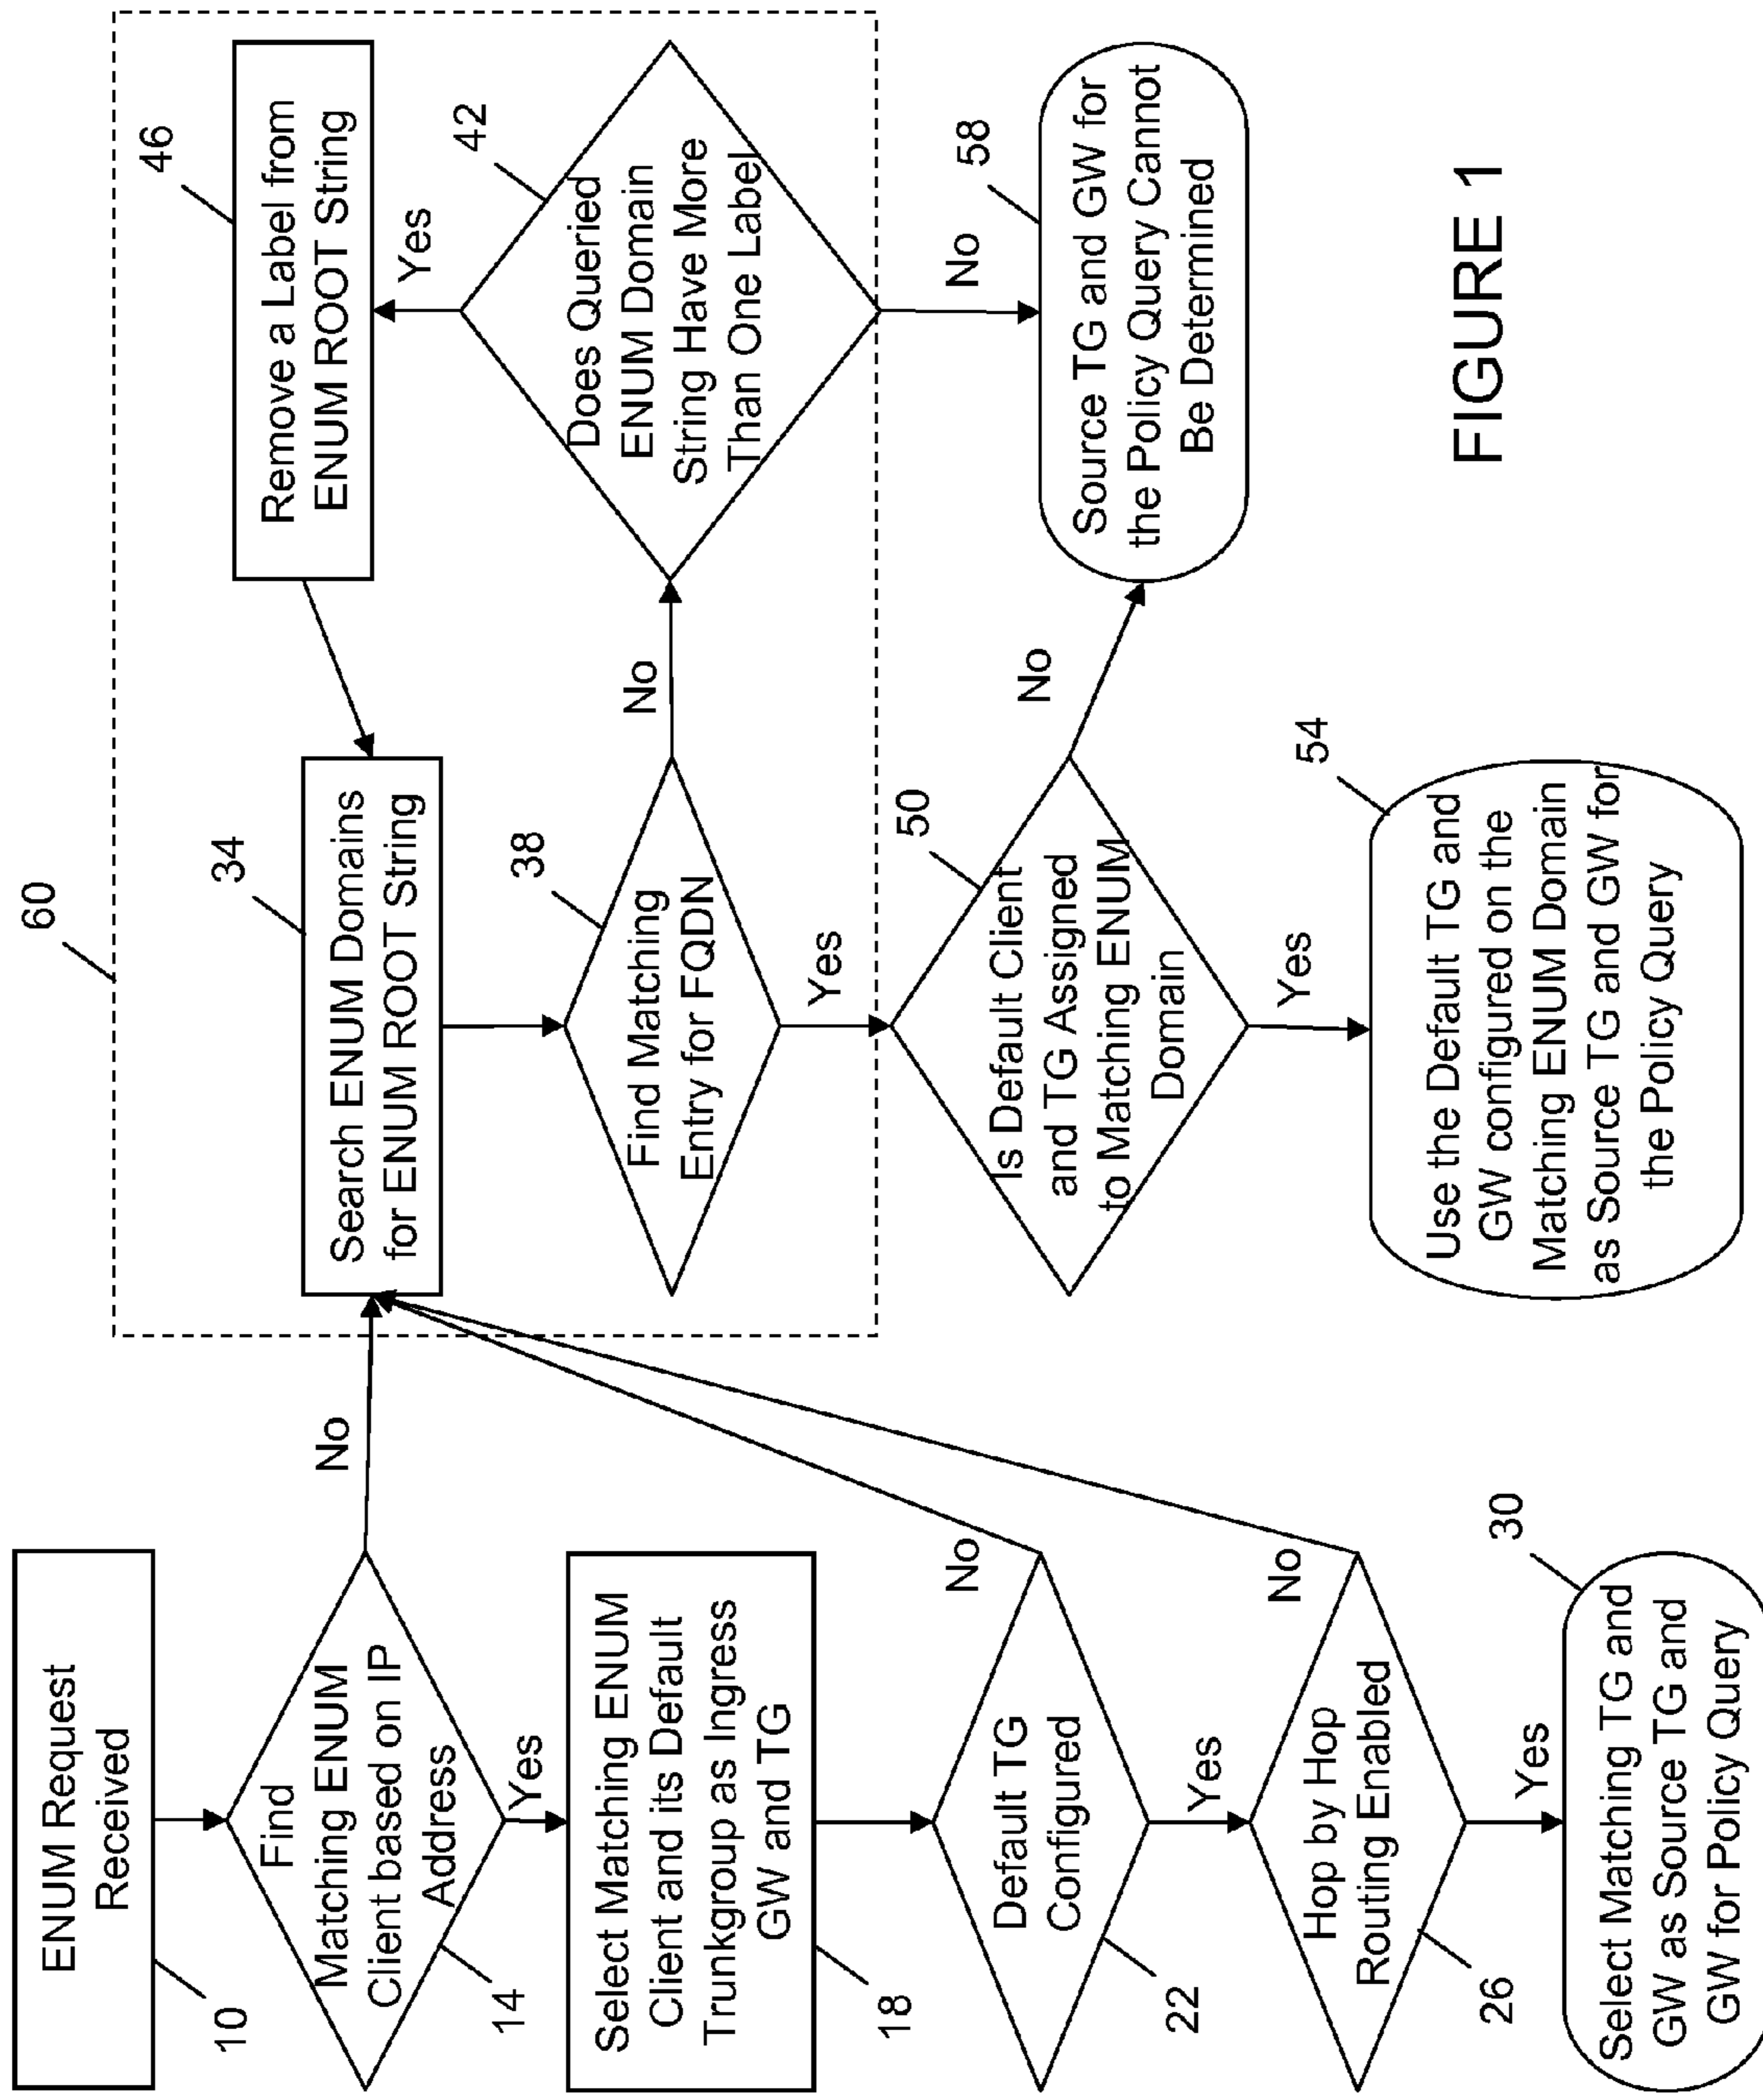 ENUM Request
Received
10
Find
Matching ENUM
Client based on IP
Address
14
No
Yes
Select Matching ENUM
Client and its Default
Trunkgroup as Ingress
GW and TG
18
Default TG
Configured
22
No
Yes
Hop by Hop
Routing Enabled
26
No
Yes
Select Matching TG and
GW as Source TG and
GW for Policy Query
30
60
Search ENUM Domains
for ENUM ROOT String
34
Find Matching
Entry for FQDN
38
No
Yes
Is Default Client
and TG Assigned
to Matching ENUM
Domain
50
No
Yes
Use the Default TG and
GW configured on the
Matching ENUM Domain
as Source TG and GW for
the Policy Query
54
Remove a Label from
ENUM ROOT String
46
Yes
Does Queried
ENUM Domain
String Have More
Than One Label
42
No
Source TG and GW for
the Policy Query Cannot
Be Determined
58
FIGURE 1